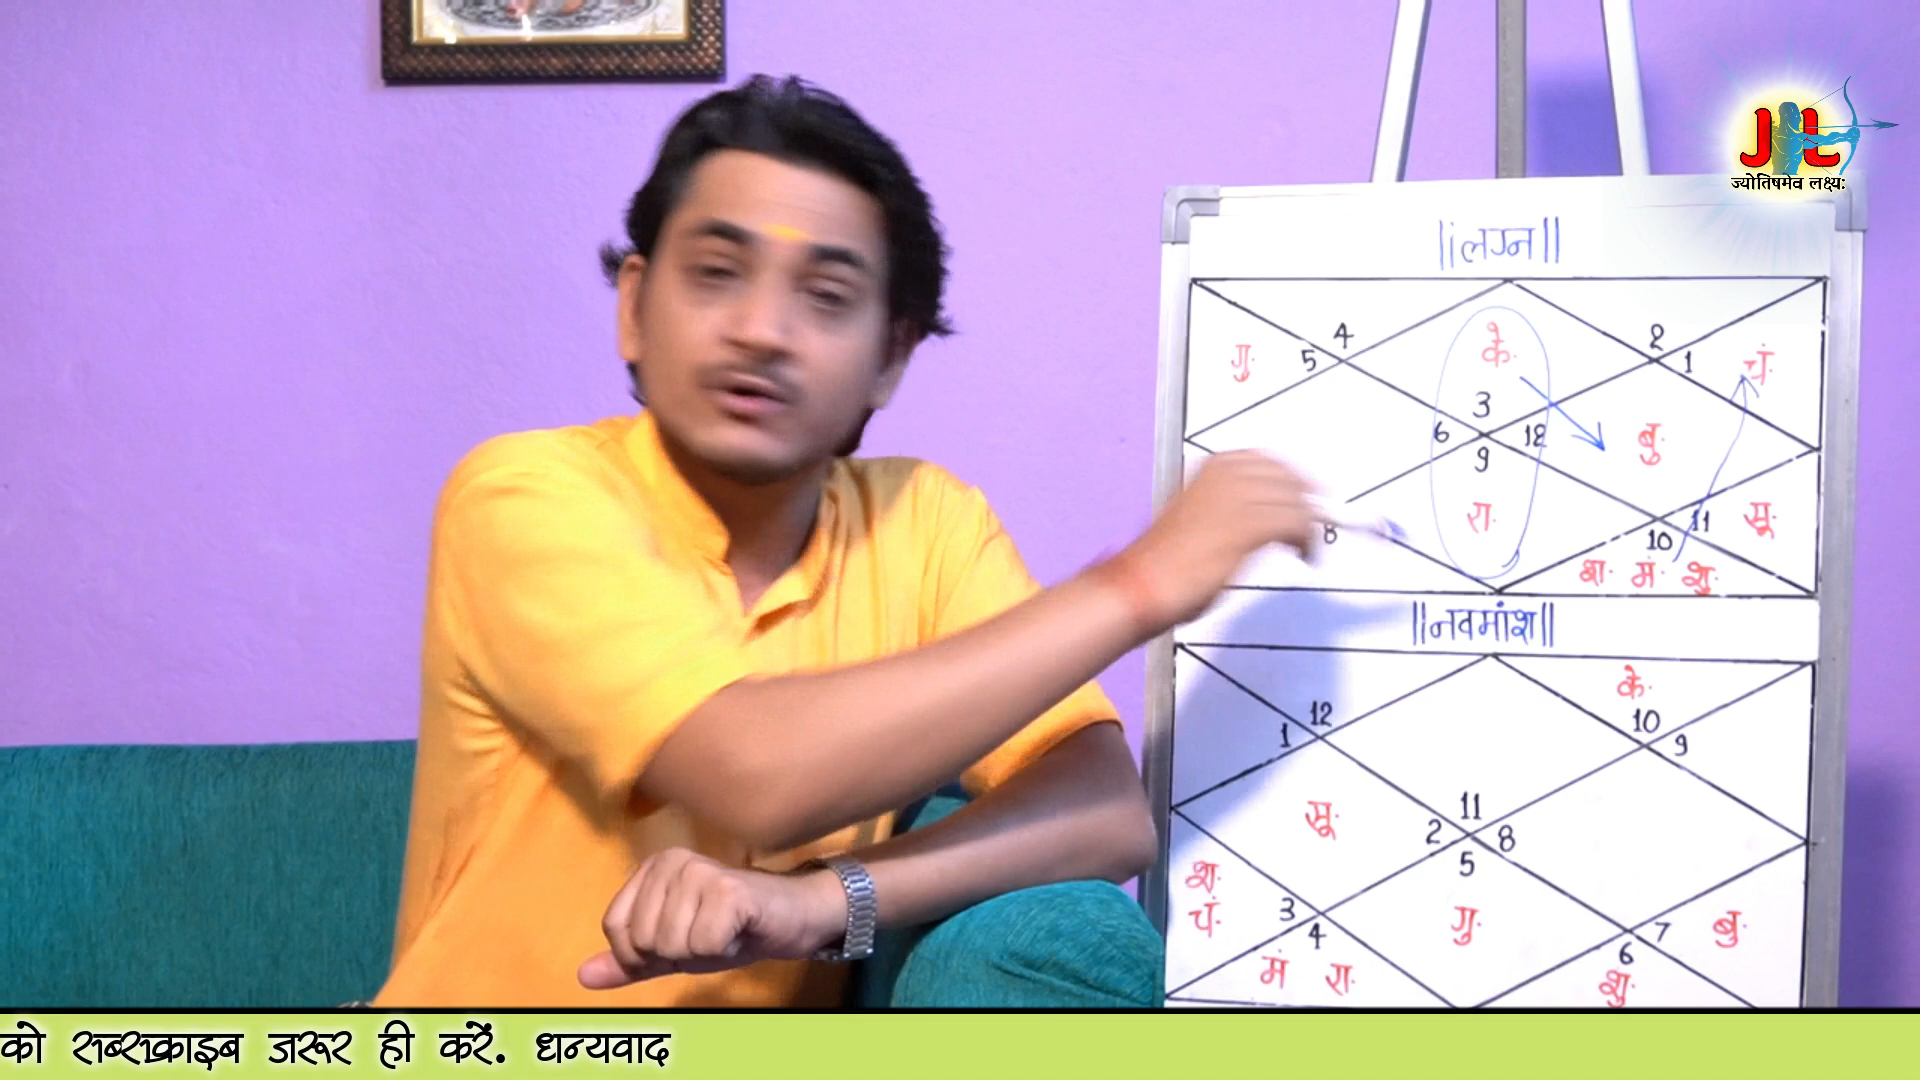 JL
ज्योतिषमेव लक्ष्यः
||लग्न||
4 2
गु. 5 के. 1 चं.
3
6 12 बु.
9
8 रा. 11 सू.
10
श. मं. शु.
||नवमांश||
के.
12 10
1 9
11
सू. 2 8
5
श.
चं. 3 गु. 7 बु.
4 6
मं रा. शु.
को सब्सक्राइब जरूर ही करें. धन्यवाद